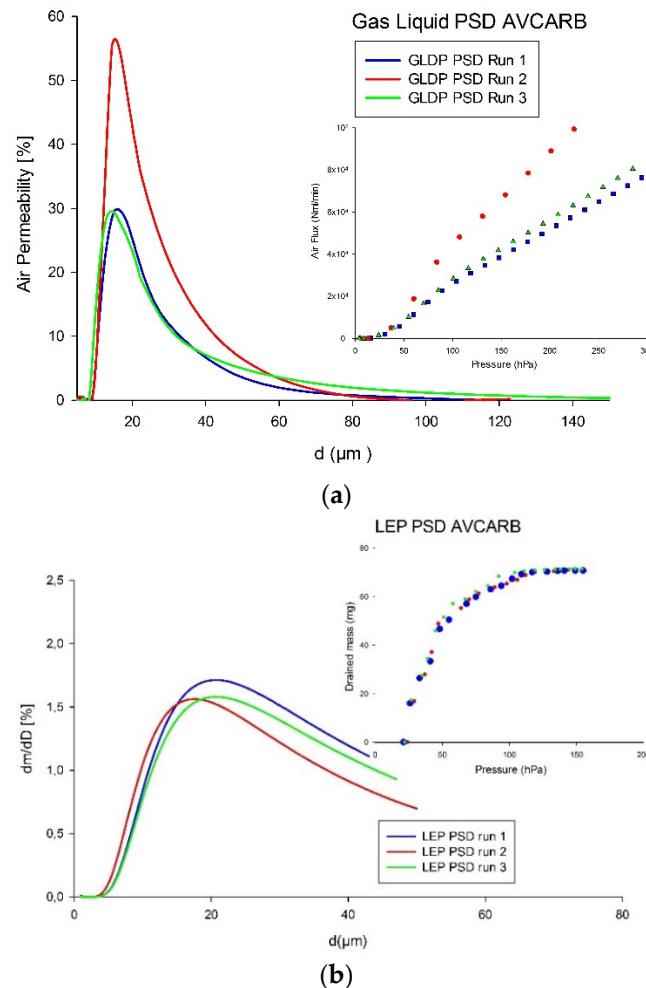 Gas Liquid PSD AVCARB
GLDP PSD Run 1
GLDP PSD Run 2
GLDP PSD Run 3
Air Permeability [%]
60
50
40
30
20
10
0
0 20 40 60 80 100 120 140
d (µm )
Air Flux (Nml/min)
10⁵
8x10⁴
6x10⁴
4x10⁴
2x10⁴
0
0 50 100 150 200 250 300
Pressure (hPa)
(a)
LEP PSD AVCARB
dm/dD [%]
2,5
2,0
1,5
1,0
0,5
0,0
0 20 40 60 80
d(µm)
Drained mass (mg)
80
60
40
20
0
0 50 100 150 200
Pressure (hPa)
LEP PSD run 1
LEP PSD run 2
LEP PSD run 3
(b)